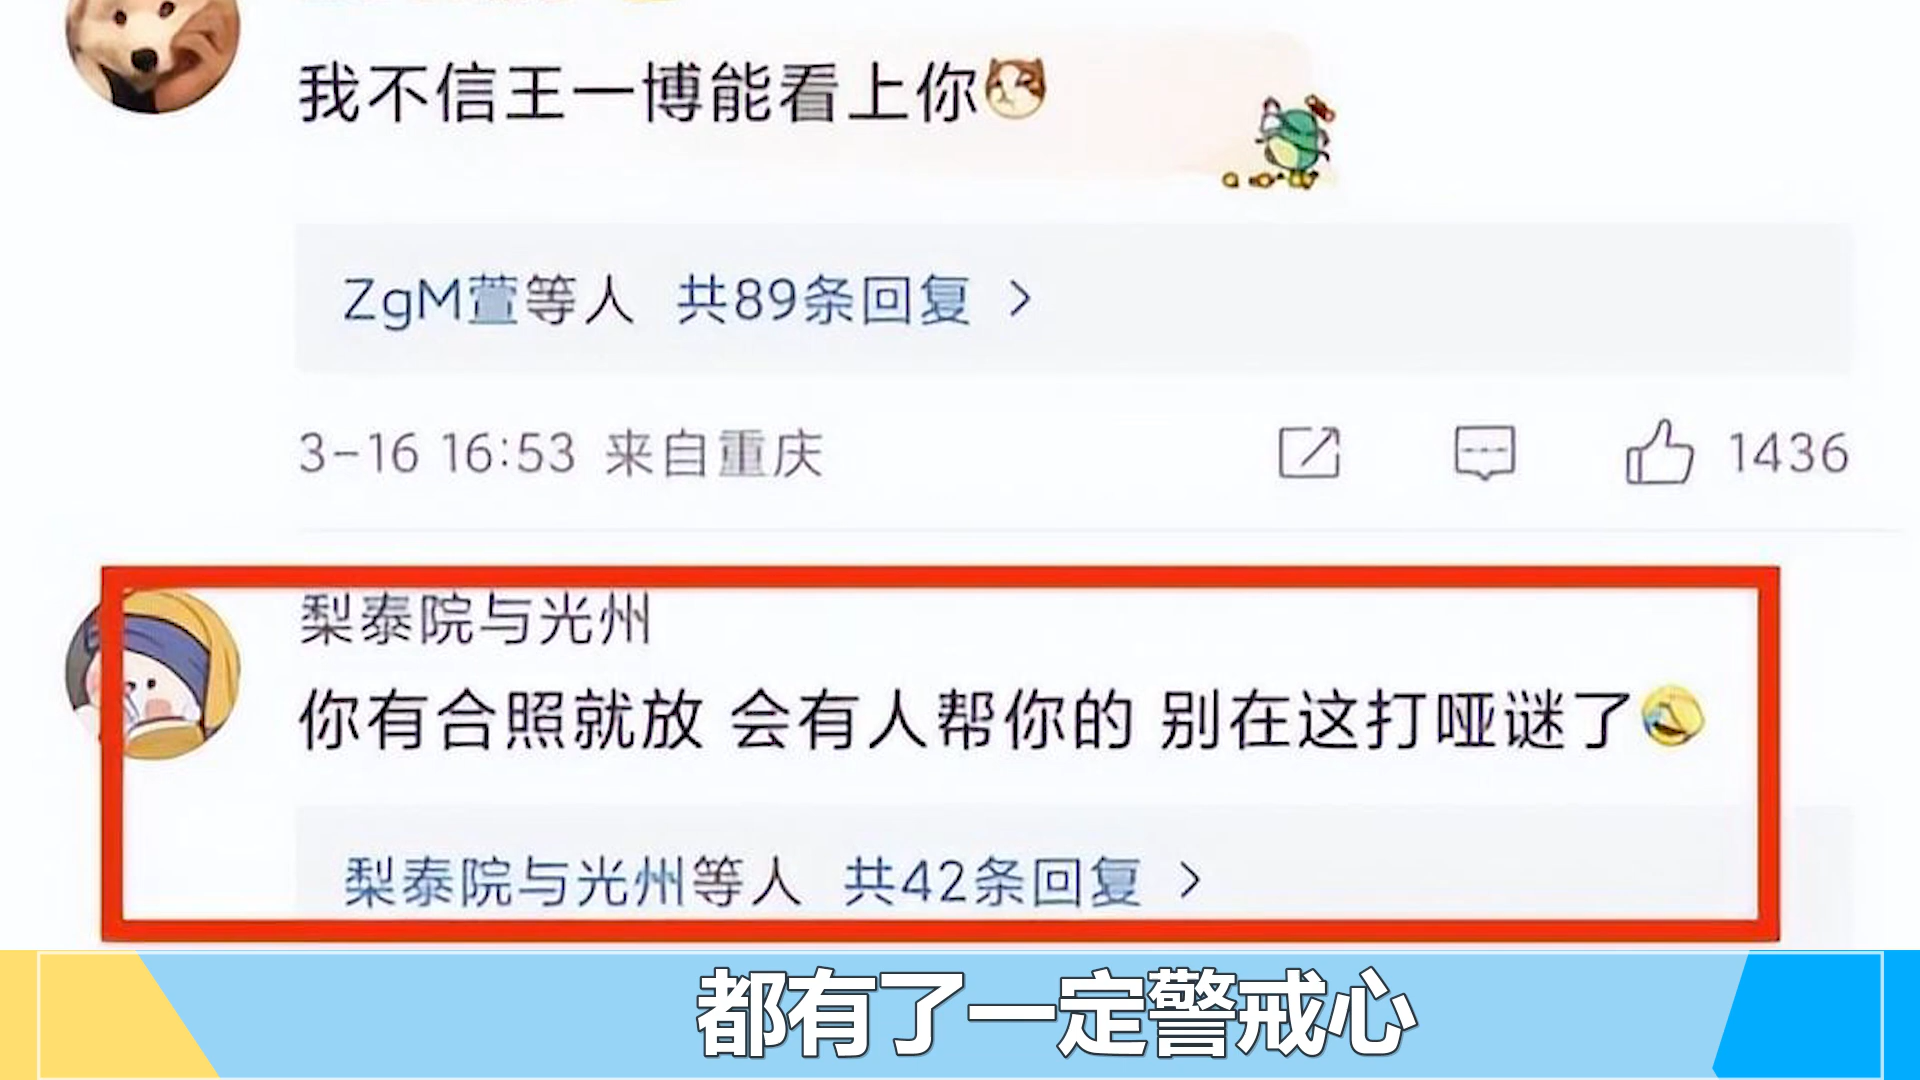 我不信王一博能看上你
ZgM萱等人 共89条回复 >
3-16 16:53 来自重庆 1436
梨泰院与光州
你有合照就放 会有人帮你的 别在这打哑谜了
梨泰院与光州等人 共42条回复 >
都有了一定警戒心